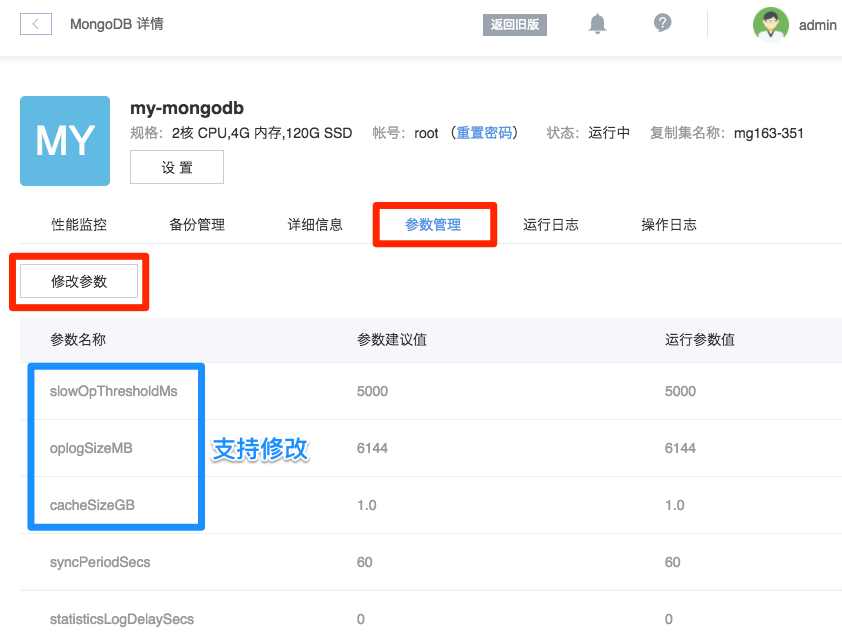 MongoDB 详情
返回旧版
admin
MY
my-mongodb
规格： 2核 CPU,4G 内存,120G SSD 帐号： root （重置密码） 状态： 运行中 复制集名称： mg163-351
设 置
性能监控 备份管理 详细信息 参数管理 运行日志 操作日志
修改参数
参数名称 参数建议值 运行参数值
slowOpThresholdMs 5000 5000
oplogSizeMB 6144 6144
支持修改
cacheSizeGB 1.0 1.0
syncPeriodSecs 60 60
statisticsLogDelaySecs 0 0